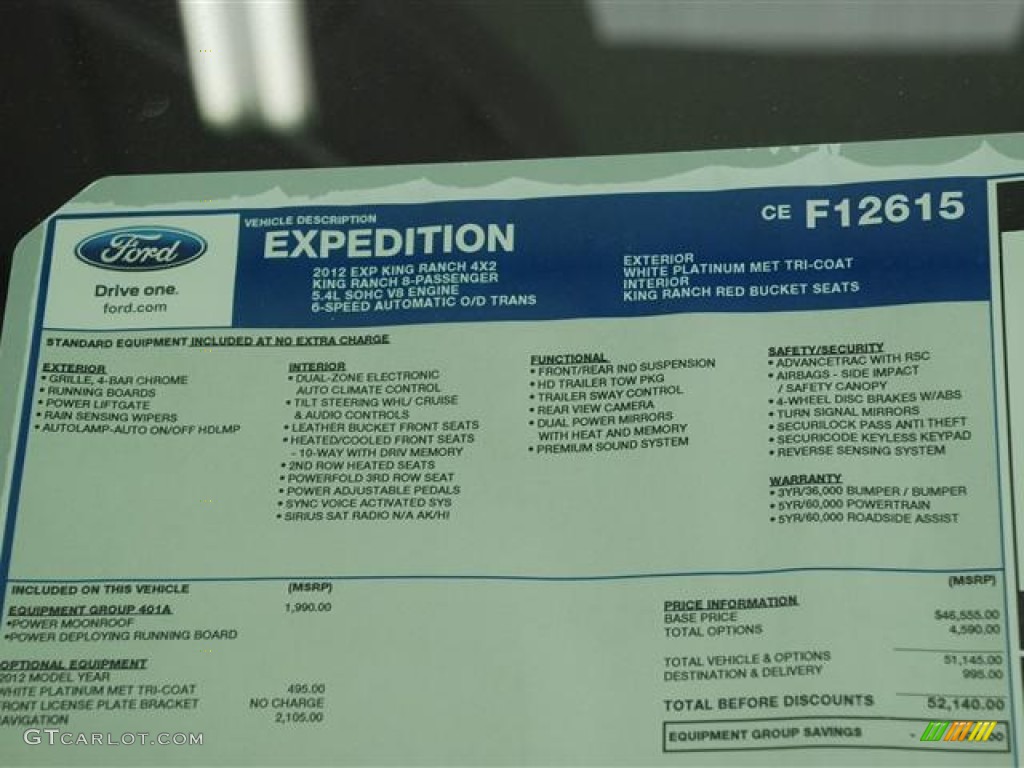 Ford
Drive one.
ford.com
VEHICLE DESCRIPTION
EXPEDITION
2012 EXP KING RANCH 4X2
KING RANCH 8-PASSENGER
5.4L SOHC V8 ENGINE
6-SPEED AUTOMATIC O/D TRANS
CE F12615
EXTERIOR
WHITE PLATINUM MET TRI-COAT
INTERIOR
KING RANCH RED BUCKET SEATS
STANDARD EQUIPMENT INCLUDED AT NO EXTRA CHARGE
EXTERIOR
• GRILLE, 4-BAR CHROME
• RUNNING BOARDS
• POWER LIFTGATE
• RAIN SENSING WIPERS
• AUTOLAMP-AUTO ON/OFF HDLMP
INTERIOR
• DUAL-ZONE ELECTRONIC
AUTO CLIMATE CONTROL
• TILT STEERING WHL/ CRUISE
& AUDIO CONTROLS
• LEATHER BUCKET FRONT SEATS
• HEATED/COOLED FRONT SEATS
- 10-WAY WITH DRIV MEMORY
• 2ND ROW HEATED SEATS
• POWERFOLD 3RD ROW SEAT
• POWER ADJUSTABLE PEDALS
• SYNC VOICE ACTIVATED SYS
• SIRIUS SAT RADIO N/A AK/HI
FUNCTIONAL
• FRONT/REAR IND SUSPENSION
• HD TRAILER TOW PKG
• TRAILER SWAY CONTROL
• REAR VIEW CAMERA
• DUAL POWER MIRRORS
WITH HEAT AND MEMORY
• PREMIUM SOUND SYSTEM
SAFETY/SECURITY
• ADVANCETRAC WITH RSC
• AIRBAGS - SIDE IMPACT
/ SAFETY CANOPY
• 4-WHEEL DISC BRAKES W/ABS
• TURN SIGNAL MIRRORS
• SECURILOCK PASS ANTI THEFT
• SECURICODE KEYLESS KEYPAD
• REVERSE SENSING SYSTEM
WARRANTY
• 3YR/36,000 BUMPER / BUMPER
• 5YR/60,000 POWERTRAIN
• 5YR/60,000 ROADSIDE ASSIST
INCLUDED ON THIS VEHICLE (MSRP)
EQUIPMENT GROUP 401A 1,990.00
•POWER MOONROOF
•POWER DEPLOYING RUNNING BOARD
OPTIONAL EQUIPMENT
2012 MODEL YEAR
WHITE PLATINUM MET TRI-COAT 495.00
FRONT LICENSE PLATE BRACKET NO CHARGE
AVIGATION 2,105.00
(MSRP)
PRICE INFORMATION
BASE PRICE $46,555.00
TOTAL OPTIONS 4,590.00
TOTAL VEHICLE & OPTIONS 51,145.00
DESTINATION & DELIVERY 995.00
TOTAL BEFORE DISCOUNTS 52,140.00
EQUIPMENT GROUP SAVINGS
GTCARLOT.COM